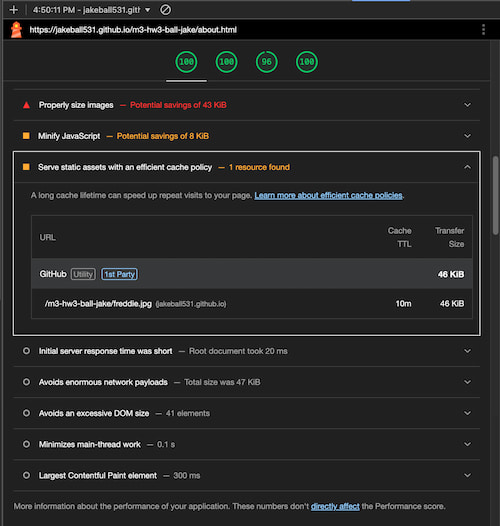 4:50:11 PM - jakeball531.gith
https://jakeball531.github.io/m3-hw3-ball-jake/about.html
100 100 96 100
Properly size images — Potential savings of 43 KiB
Minify JavaScript — Potential savings of 8 KiB
Serve static assets with an efficient cache policy — 1 resource found
A long cache lifetime can speed up repeat visits to your page. Learn more about efficient cache policies.
URL Cache TTL Transfer Size
GitHub Utility 1st Party 46 KiB
/m3-hw3-ball-jake/freddie.jpg (jakeball531.github.io) 10m 46 KiB
Initial server response time was short — Root document took 20 ms
Avoids enormous network payloads — Total size was 47 KiB
Avoids an excessive DOM size — 41 elements
Minimizes main-thread work — 0.1 s
Largest Contentful Paint element — 300 ms
More information about the performance of your application. These numbers don't directly affect the Performance score.